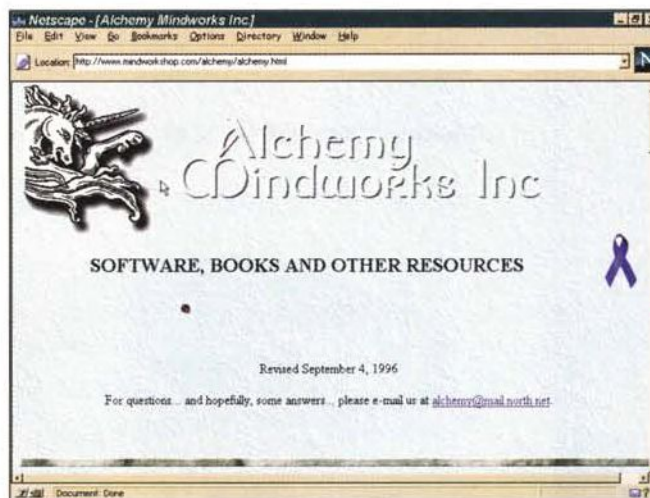 Netscape - [Alchemy Mindworks Inc.]
File Edit View Go Bookmarks Options Directory Window Help
Location: http://www.mindworkshop.com/alchemy/alchemy.html
N
Alchemy
Mindworks Inc
SOFTWARE, BOOKS AND OTHER RESOURCES
Revised September 4, 1996
For questions... and hopefully, some answers... please e-mail us at alchemy@mail.north.net.
Document: Done